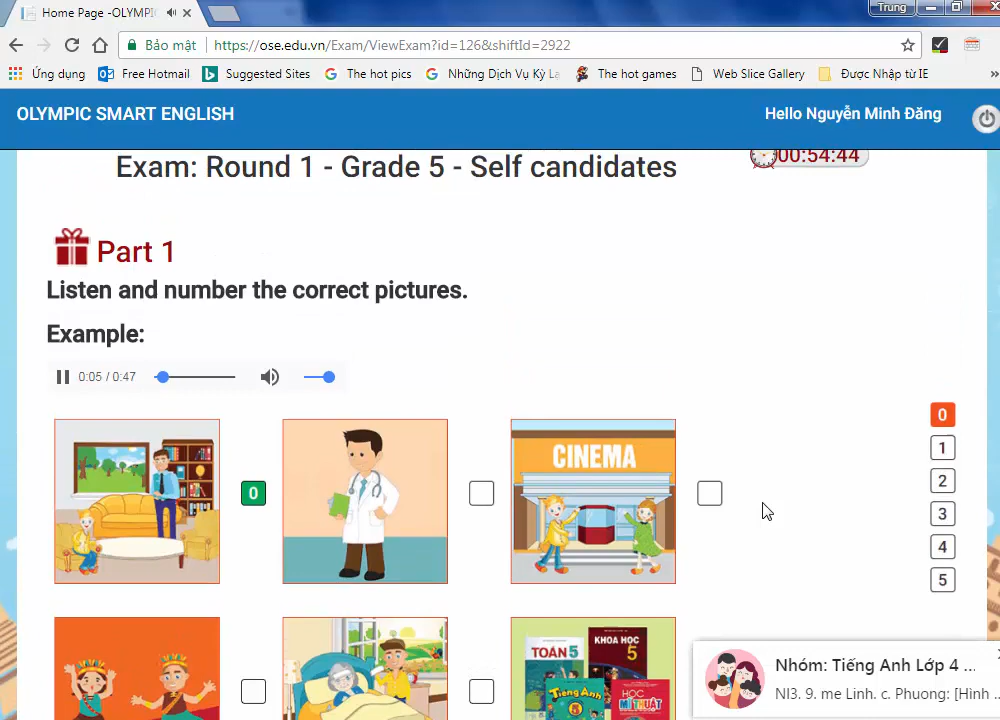 Home Page -OLYMPIC
Trung
Bảo mật
https://ose.edu.vn/Exam/ViewExam?id=126&shiftId=2922
Ứng dụng
Free Hotmail
Suggested Sites
The hot pics
Những Dịch Vụ Kỳ
The hot games
Web Slice Gallery
Được Nhập từ IE
»
OLYMPIC SMART ENGLISH
Hello Nguyễn Minh Đăng
Exam: Round 1 - Grade 5 - Self candidates
00:54:44
Part 1
Listen and number the correct pictures.
Example:
0:05 / 0:47
0
CINEMA
0
1
2
3
4
5
TOÁN 5
KHOA HỌC
5
Tiếng Anh
5
HỌC
MĨ THUẬT
Nhóm: Tiếng Anh Lớp 4 ...
NI3. 9. me Linh. c. Phuong: [Hình ...